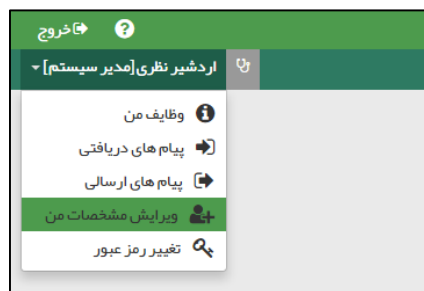 خروج
اردشیر نظری[مدیر سیستم]
وظایف من
پیام های دریافتی
پیام های ارسالی
ویرایش مشخصات من
تغییر رمز عبور